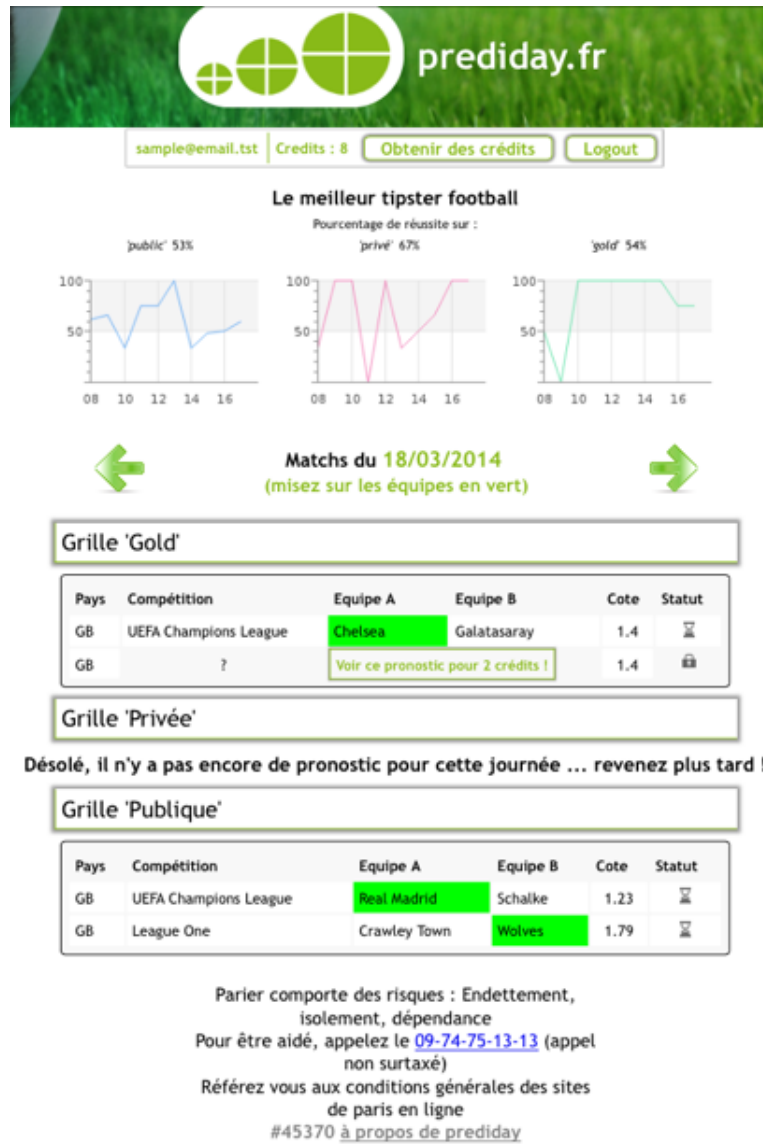 prediday.fr
sample@email.tst Credits : 8 Obtenir des crédits Logout
Le meilleur tipster football
Pourcentage de réussite sur :
'public' 53% 'privé' 67% 'gold' 54%
100 100 100
50 50 50
08 10 12 14 16 08 10 12 14 16 08 10 12 14 16
Matchs du 18/03/2014
(misez sur les équipes en vert)
Grille 'Gold'
Pays Compétition Equipe A Equipe B Cote Statut
GB UEFA Champions League Chelsea Galatasaray 1.4
GB ? Voir ce pronostic pour 2 crédits ! 1.4
Grille 'Privée'
Désolé, il n'y a pas encore de pronostic pour cette journée ... revenez plus tard !
Grille 'Publique'
Pays Compétition Equipe A Equipe B Cote Statut
GB UEFA Champions League Real Madrid Schalke 1.23
GB League One Crawley Town Wolves 1.79
Parier comporte des risques : Endettement,
isolement, dépendance
Pour être aidé, appelez le 09-74-75-13-13 (appel
non surtaxé)
Référez vous aux conditions générales des sites
de paris en ligne
#45370 à propos de prediday